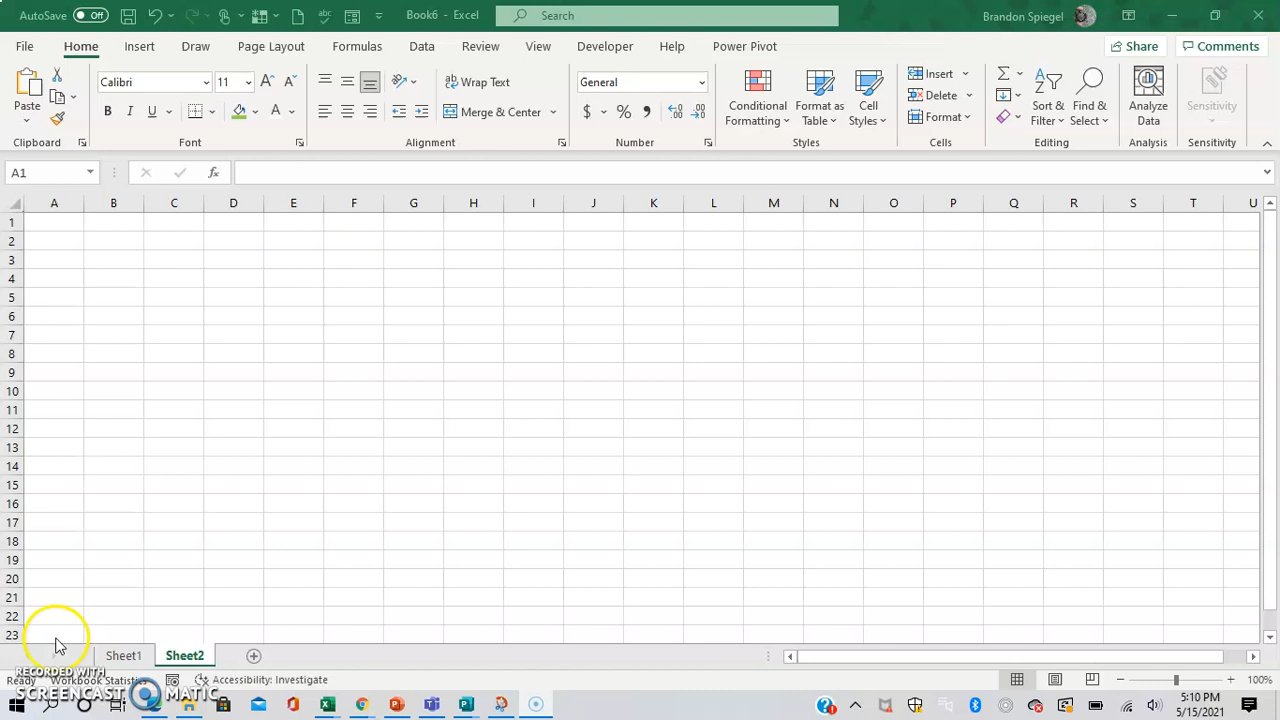 AutoSave Off Book6 - Excel Search Brandon Spiegel
File Home Insert Draw Page Layout Formulas Data Review View Developer Help Power Pivot Share Comments
Paste Calibri 11 Wrap Text General Conditional Formatting Format as Table Cell Styles Insert Sort & Filter Find & Select Analyze Data Sensitivity
B I U Merge & Center $ % Delete
Format
Clipboard Font Alignment Number Styles Cells Editing Analysis Sensitivity
A1 fx
A B C D E F G H I J K L M N O P Q R S T U
1
2
3
4
5
6
7
8
9
10
11
12
13
14
15
16
17
18
19
20
21
22
23
Sheet1 Sheet2
RECORDED WITH
Ready Workbook Statistics Accessibility: Investigate 100%
SCREENCAST MATIC
5:10 PM
5/15/2021